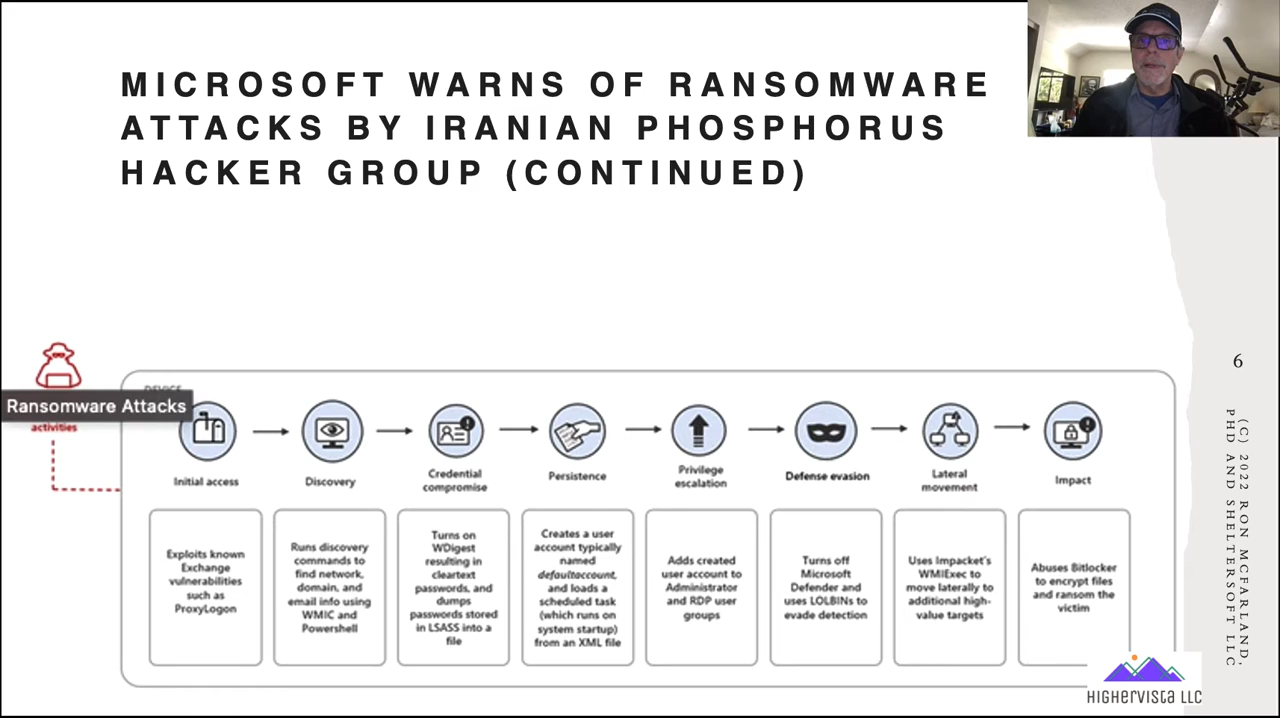 MICROSOFT WARNS OF RANSOMWARE
ATTACKS BY IRANIAN PHOSPHORUS
HACKER GROUP (CONTINUED)
DEVICE
Ransomware Attacks
activities
Initial access
Discovery
Credential
compromise
Persistence
Privilege
escalation
Defense evasion
Lateral
movement
Impact
Exploits known
Exchange
vulnerabilities
such as
ProxyLogon
Runs discovery
commands to
find network,
domain, and
email info using
WMIC and
Powershell
Turns on
WDigest
resulting in
cleartext
passwords, and
dumps
passwords stored
in LSASS into a
file
Creates a user
account typically
named
defaultaccount,
and loads a
scheduled task
(which runs on
system startup)
from an XML file
Adds created
user account to
Administrator
and RDP user
groups
Turns off
Microsoft
Defender and
uses LOLBINs to
evade detection
Uses Impacket's
WMIExec to
move laterally to
additional high-
value targets
Abuses Bitlocker
to encrypt files
and ransom the
victim
6
(C) 2022 RON MCFARLAND,
PHD AND SHELTERSOFT LLC
HIGHERVISTA LLC